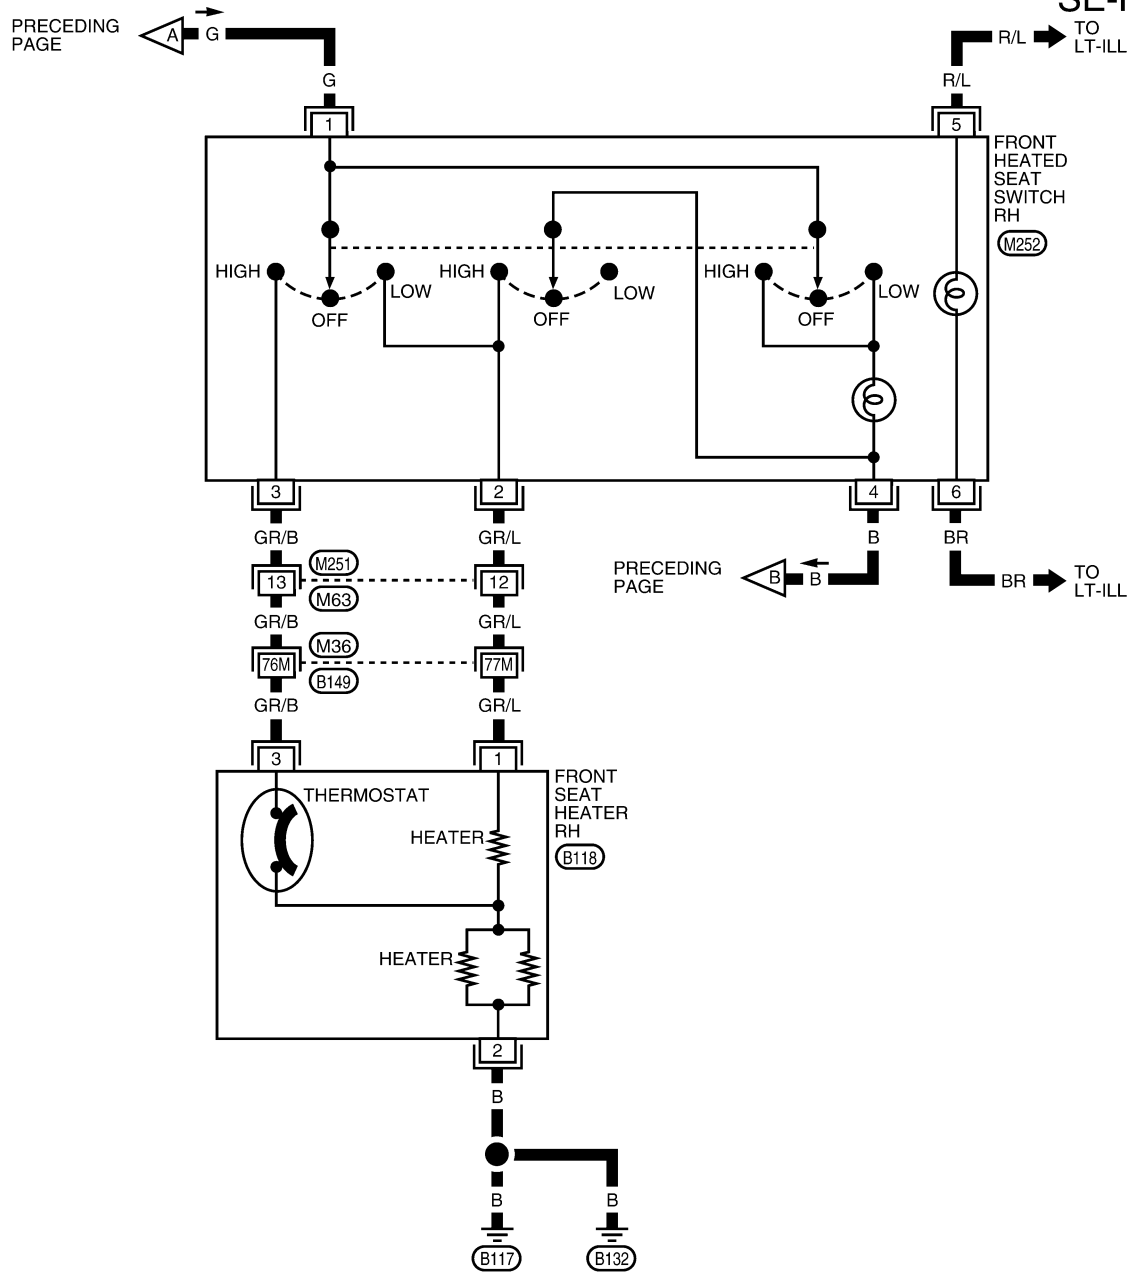 PRECEDING
PAGE
A
G
G
R/L
TO
LT-ILL
R/L
1
5
FRONT
HEATED
SEAT
SWITCH
RH
M252
HIGH
OFF
LOW
HIGH
OFF
LOW
HIGH
OFF
LOW
3
2
4
6
GR/B
GR/L
B
BR
M251
13
12
M63
PRECEDING
PAGE
B
B
BR
TO
LT-ILL
GR/B
GR/L
M36
76M
77M
B149
GR/B
GR/L
3
1
FRONT
SEAT
HEATER
RH
B118
THERMOSTAT
HEATER
HEATER
2
B
B
B
B117
B132